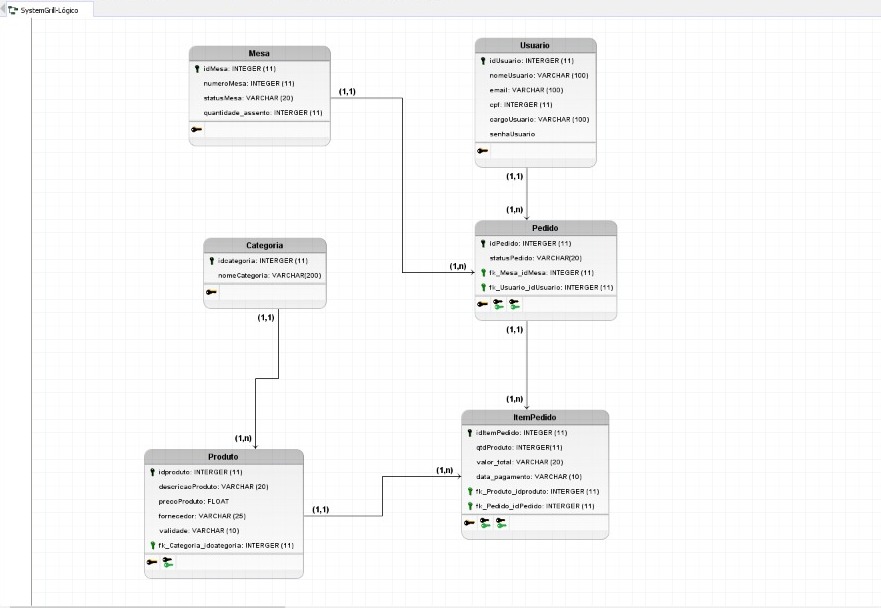 SystemGrill-Lógico
Mesa
idMesa: INTEGER (11)
numeroMesa: INTEGER (11)
statusMesa: VARCHAR (20)
quantidade_assento: INTERGER (11)
(1,1)
Usuario
idUsuario: INTERGER (11)
nomeUsuario: VARCHAR (100)
email: VARCHAR (100)
cpf: INTERGER (11)
cargoUsuario: VARCHAR (100)
senhaUsuario
(1,1)
(1,n)
Pedido
idPedido: INTERGER (11)
statusPedido: VARCHAR(20)
fk_Mesa_idMesa: INTEGER (11)
fk_Usuario_idUsuario: INTERGER (11)
(1,n)
(1,1)
Categoria
idcategoria: INTERGER (11)
nomeCategoria: VARCHAR(200)
(1,1)
(1,n)
Produto
idproduto: INTERGER (11)
descricaoProduto: VARCHAR (20)
precoProduto: FLOAT
fornecedor: VARCHAR (25)
validade: VARCHAR (10)
fk_Categoria_idcategoria: INTERGER (11)
(1,1)
(1,n)
(1,n)
ItemPedido
idItemPedido: INTEGER (11)
qtdProduto: INTERGER(11)
valor_total: VARCHAR (20)
data_pagamento: VARCHAR (10)
fk_Produto_idproduto: INTERGER (11)
fk_Pedido_idPedido: INTERGER (11)